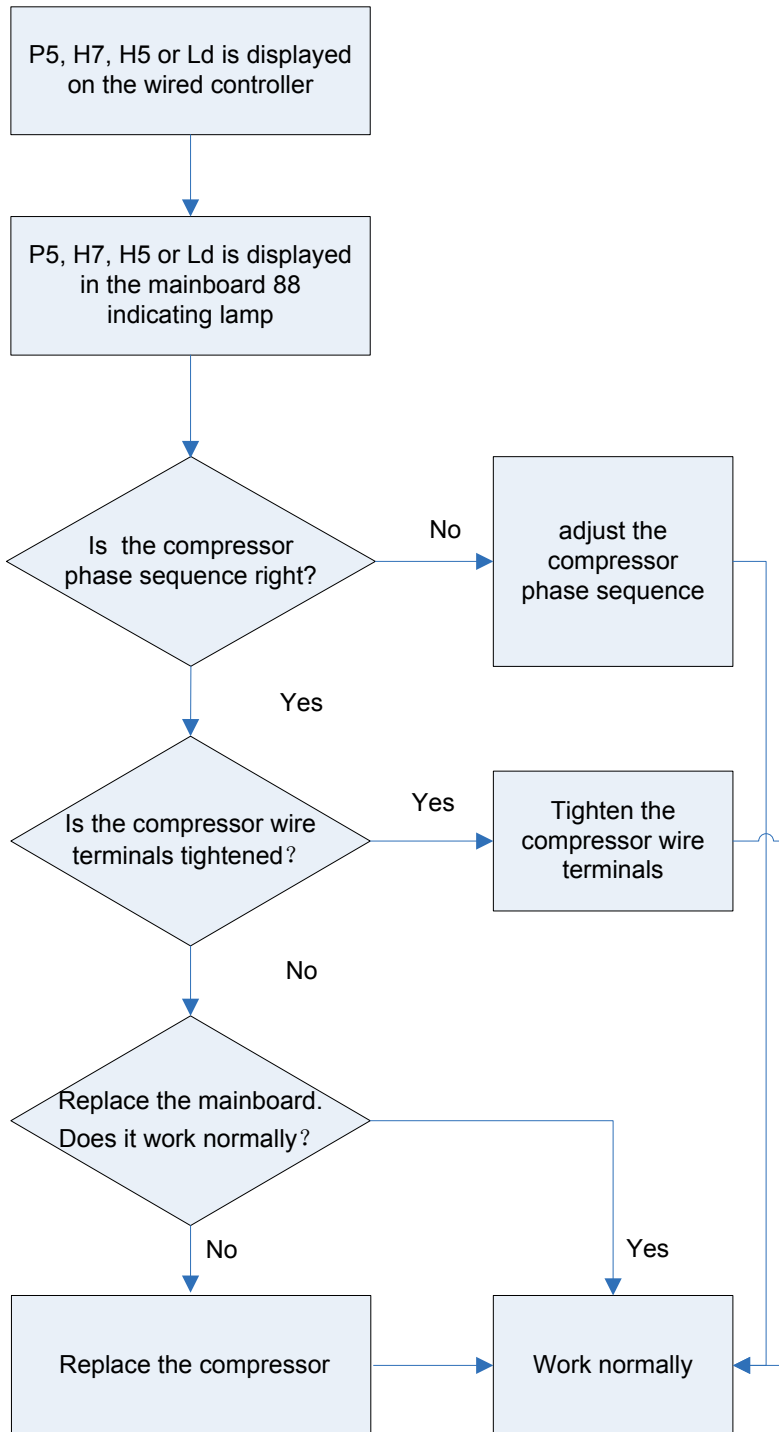 P5, H7, H5 or Ld is displayed
on the wired controller
P5, H7, H5 or Ld is displayed
in the mainboard 88
indicating lamp
Is the compressor
phase sequence right?
No
adjust the
compressor
phase sequence
Yes
Is the compressor wire
terminals tightened?
Yes
Tighten the
compressor wire
terminals
No
Replace the mainboard.
Does it work normally?
No
Yes
Replace the compressor
Work normally